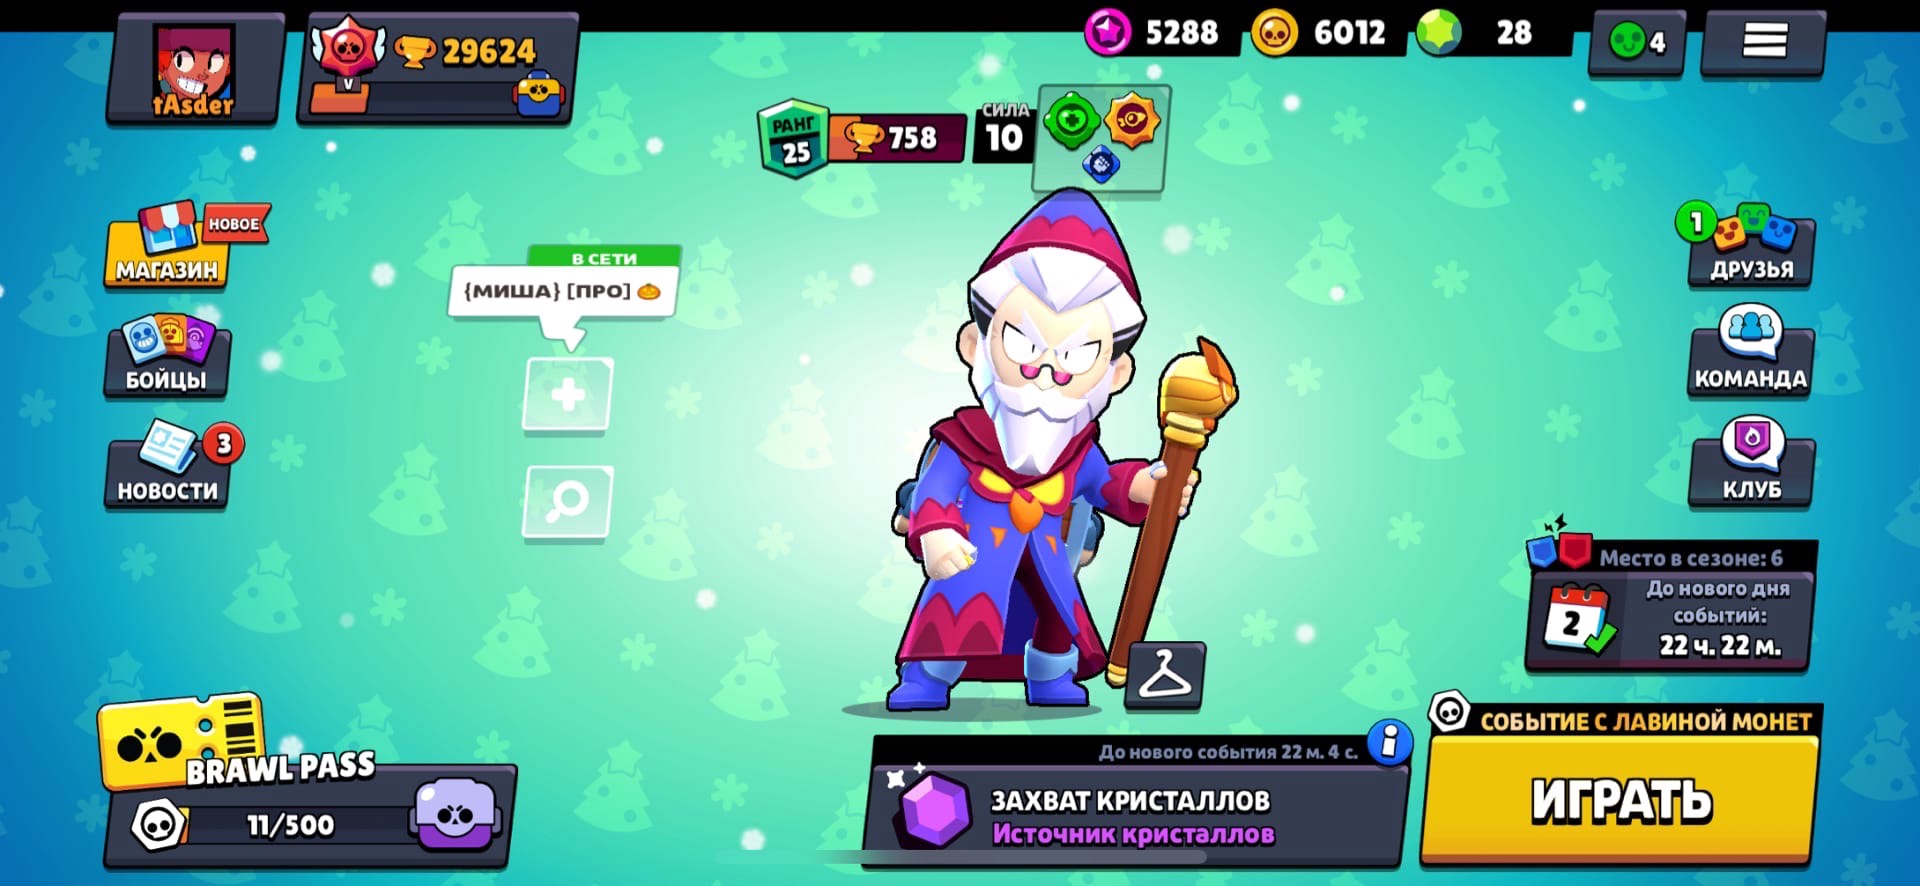 tAsder
V
29624
5288
6012
28
4
РАНГ
25
758
СИЛА
10
НОВОЕ
МАГАЗИН
БОЙЦЫ
3
НОВОСТИ
В СЕТИ
{МИША} [ПРО]
1
ДРУЗЬЯ
КОМАНДА
КЛУБ
Место в сезоне: 6
2
До нового дня
событий:
22 ч. 22 м.
BRAWL PASS
11/500
До нового события 22 м. 4 с.
i
ЗАХВАТ КРИСТАЛЛОВ
Источник кристаллов
СОБЫТИЕ С ЛАВИНОЙ МОНЕТ
ИГРАТЬ